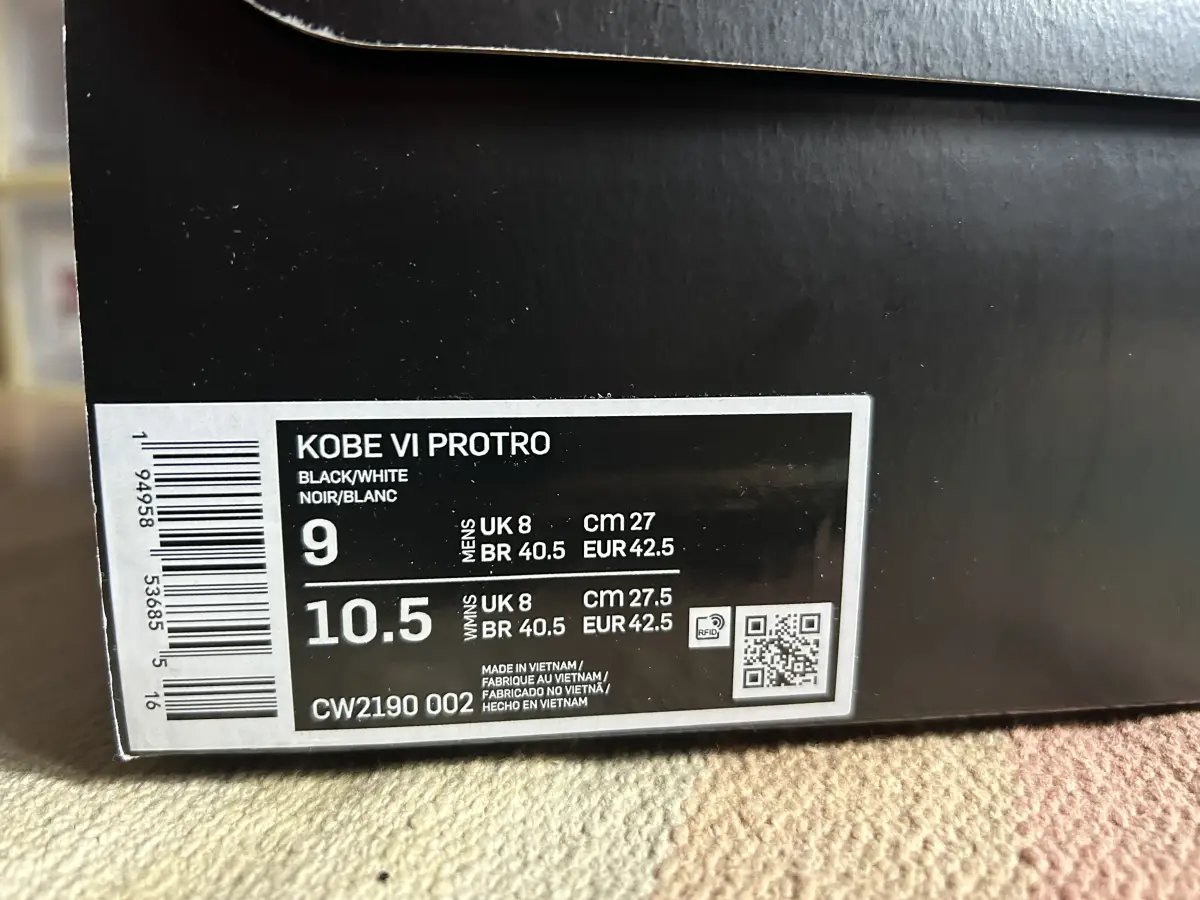 KOBE VI PROTRO
BLACK/WHITE
NOIR/BLANC
9
MENS
UK 8
CM 27
BR 40.5
EUR 42.5
10.5
WMNS
UK 8
CM 27.5
BR 40.5
EUR 42.5
RFID
MADE IN VIETNAM /
FABRIQUE AU VIETNAM /
FABRICADO NO VIETNÃ /
HECHO EN VIETNAM
CW2190 002
1 94958 53685 5 16